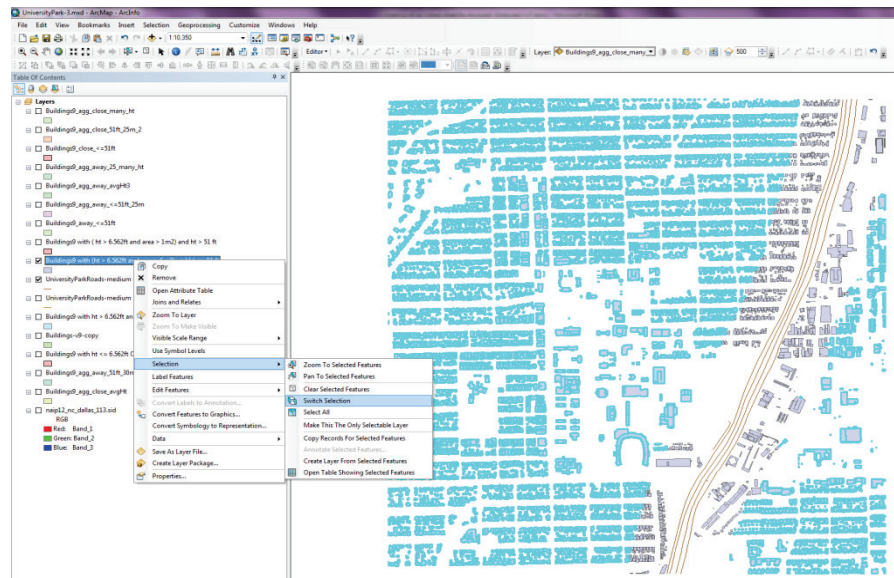 UniversityPark-3.mxd - ArcMap - ArcInfo
File Edit View Bookmarks Insert Selection Geoprocessing Customize Windows Help
1:10,350
Editor
Layer: Buildings9_agg_close_many_
500
Table Of Contents
Layers
Buildings9_agg_close_many_ht
Buildings9_agg_close_51ft_25m_2
Buildings9_close_<=51ft
Buildings9_agg_away_25_many_ht
Buildings9_agg_away_avgHt3
Buildings9_agg_away_<=51ft_25m
Buildings9_away_<=51ft
Buildings9 with ( ht > 6.562ft and area > 1m2) and ht > 51 ft
Buildings9 with (ht > 6.562ft and
UniversityParkRoads-medium
UniversityParkRoads-medium
Buildings9 with ht > 6.562ft an
Buildings-v9-copy
Buildings9 with ht <= 6.562ft
Buildings9_agg_away_51ft_30m
Buildings9_agg_close_avgHt
naip12_nc_dallas_113.sid
RGB
Red: Band_1
Green: Band_2
Blue: Band_3
Copy
Remove
Open Attribute Table
Joins and Relates
Zoom To Layer
Zoom To Make Visible
Visible Scale Range
Use Symbol Levels
Selection
Label Features
Edit Features
Convert Labels to Annotation...
Convert Features to Graphics...
Convert Symbology to Representation...
Data
Save As Layer File...
Create Layer Package...
Properties...
Zoom To Selected Features
Pan To Selected Features
Clear Selected Features
Switch Selection
Select All
Make This The Only Selectable Layer
Copy Records For Selected Features
Annotate Selected Features...
Create Layer From Selected Features
Open Table Showing Selected Features